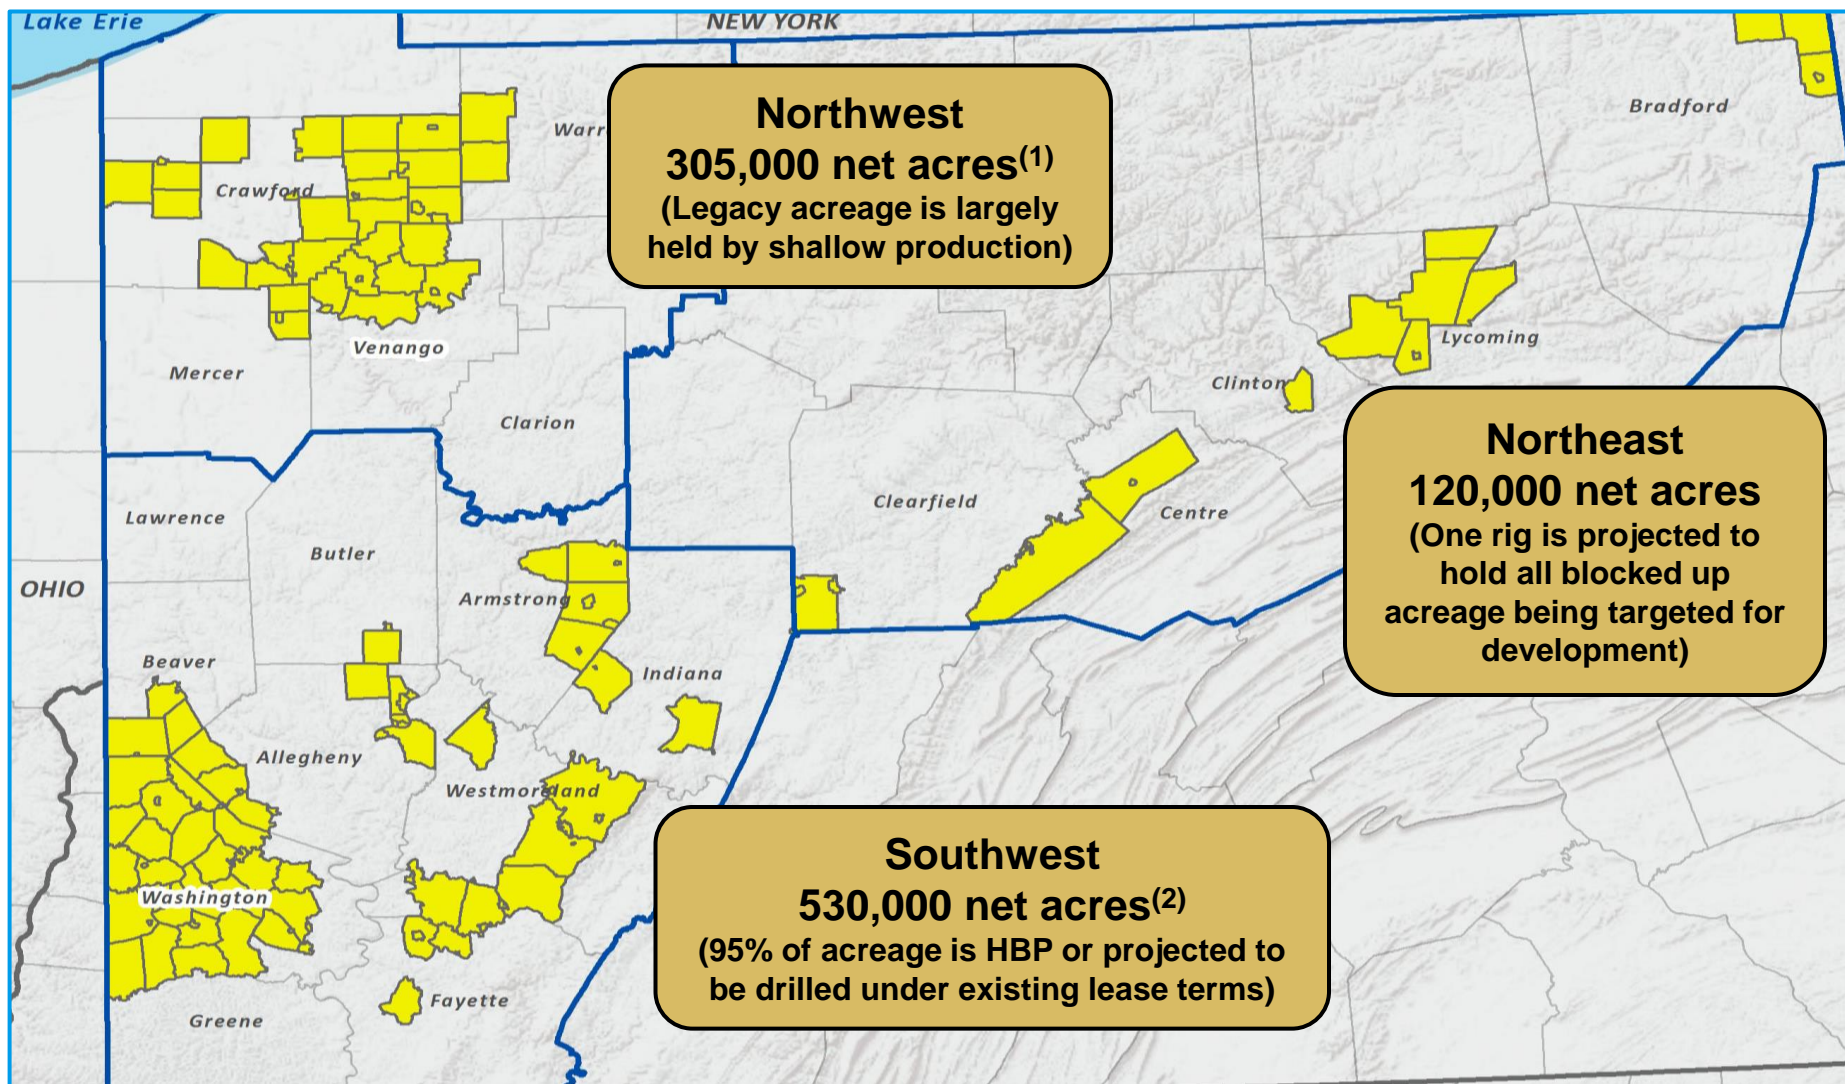 Lake Erie
NEW YORK
Northwest
305,000 net acres(1)
(Legacy acreage is largely
held by shallow production)
Bradford
Crawford
Venango
Mercer
Lycoming
Clinton
Clarion
Northeast
120,000 net acres
(One rig is projected to
hold all blocked up
acreage being targeted for
development)
Clearfield
Centre
Lawrence
Butler
OHIO
Armstrong
Beaver
Indiana
Allegheny
Westmoreland
Southwest
530,000 net acres(2)
(95% of acreage is HBP or projected to
be drilled under existing lease terms)
Washington
Fayette
Greene